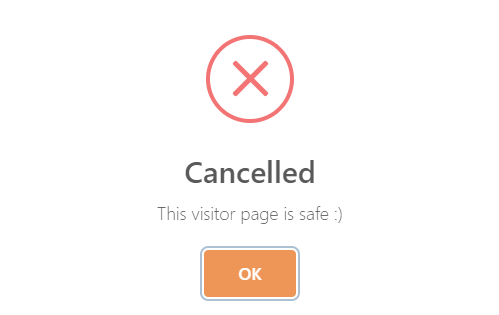 Cancelled
This visitor page is safe :)
OK